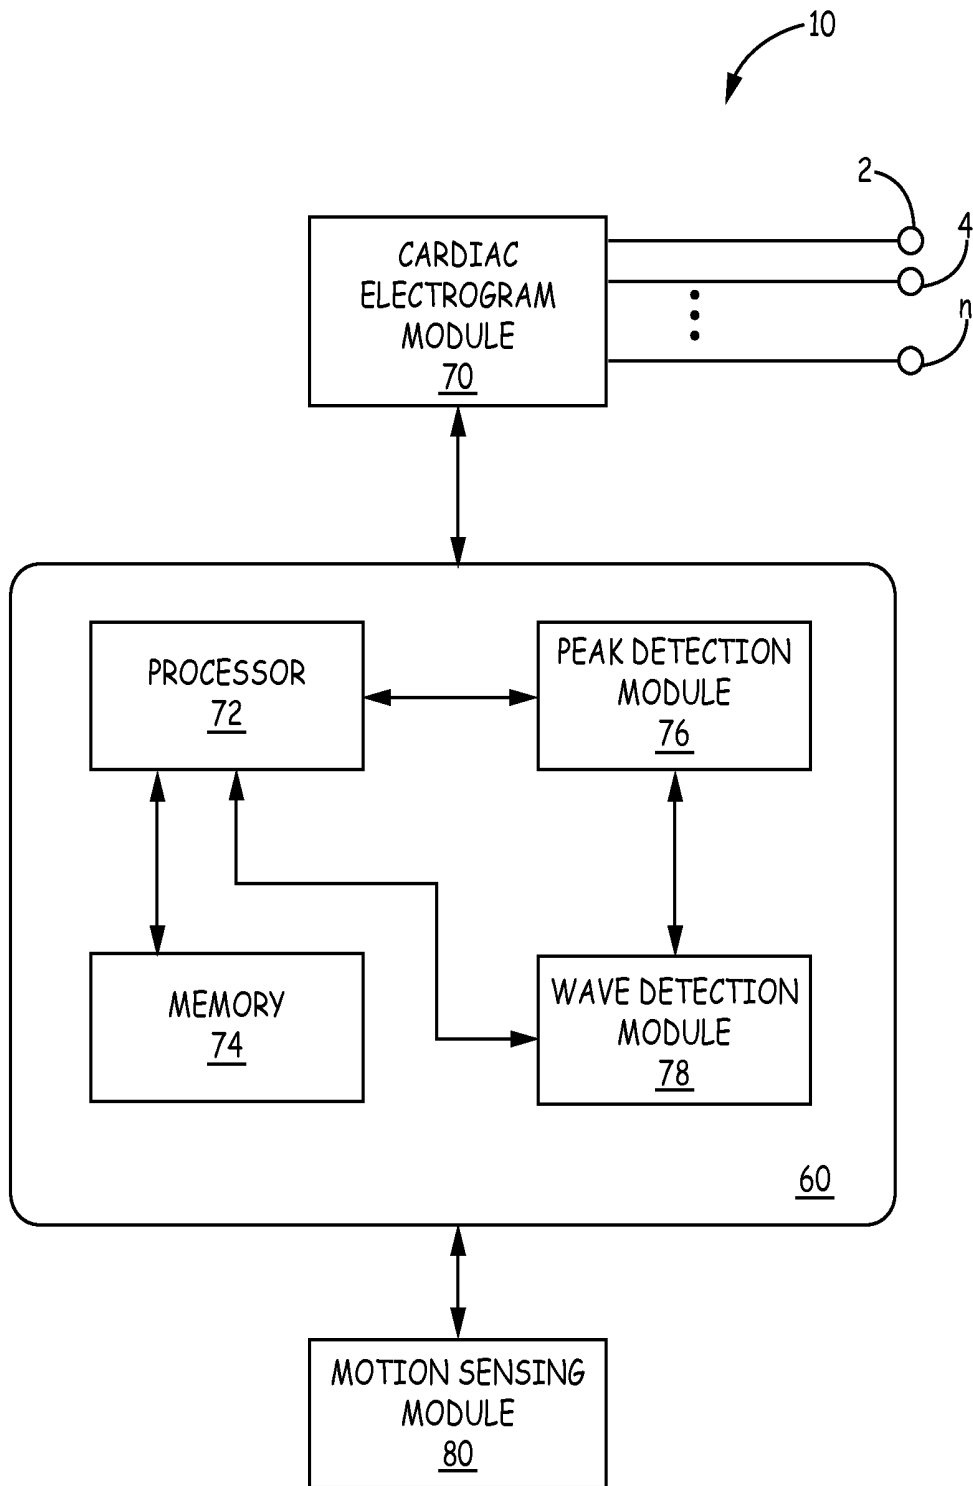 10
2
4
n
CARDIAC
ELECTROGRAM
MODULE
70
PROCESSOR
72
PEAK DETECTION
MODULE
76
MEMORY
74
WAVE DETECTION
MODULE
78
60
MOTION SENSING
MODULE
80